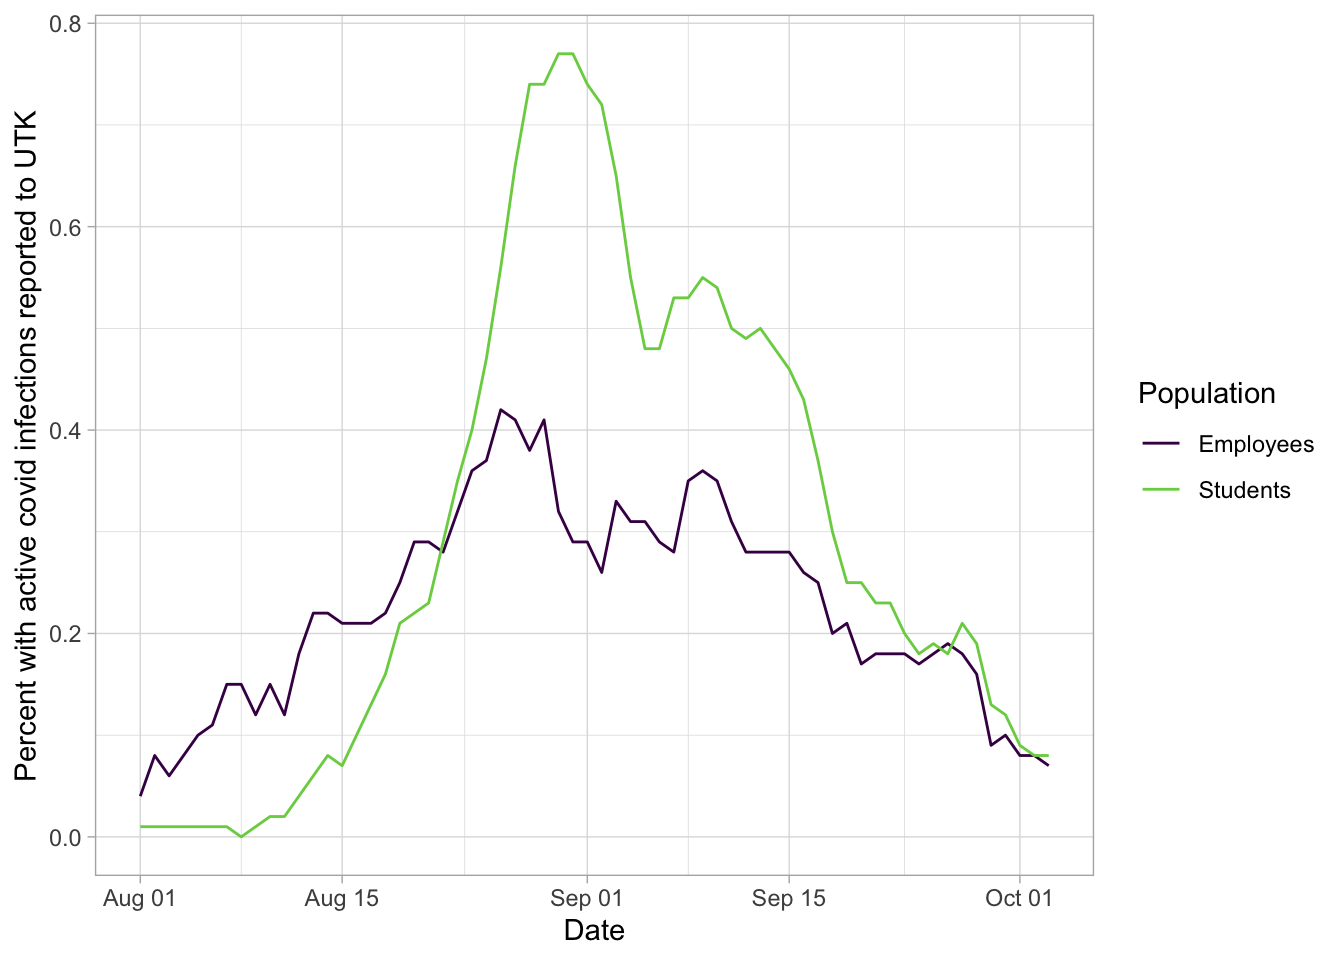 Percent with active covid infections reported to UTK
0.8
0.6
0.4
0.2
0.0
Aug 01
Aug 15
Sep 01
Sep 15
Oct 01
Date
Population
Employees
Students